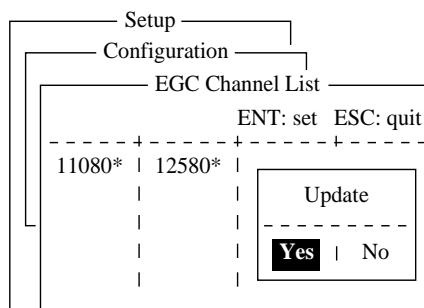 Setup
Configuration
EGC Channel List
ENT: set ESC: quit
11080* 12580*
Update
Yes No